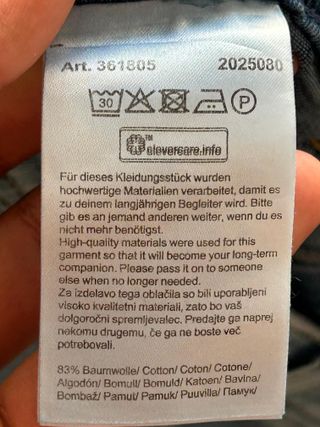 Art. 361805 2025080
30 P
clevercare.info
Für dieses Kleidungsstück wurden
hochwertige Materialien verarbeitet, damit es
zu deinem langjährigen Begleiter wird. Bitte
gib es an jemand anderen weiter, wenn du es
nicht mehr benötigst.
High-quality materials were used for this
garment so that it will become your long-term
companion. Please pass it on to someone
else when no longer needed.
Za izdelavo tega oblačila so bili uporabljeni
visoko kvalitetni materiali, zato bo vaš
dolgoročni spremljevalec. Predajte ga naprej
nekomu drugemu, če ga ne boste več
potrebovali.
83% Baumwolle/ Cotton/ Coton/ Cotone/
Algodón/ Bomull/ Bomuld/ Katoen/ Bavlna/
Bombaž/ Pamut/ Pamuk/ Puuvilla/ Памук/